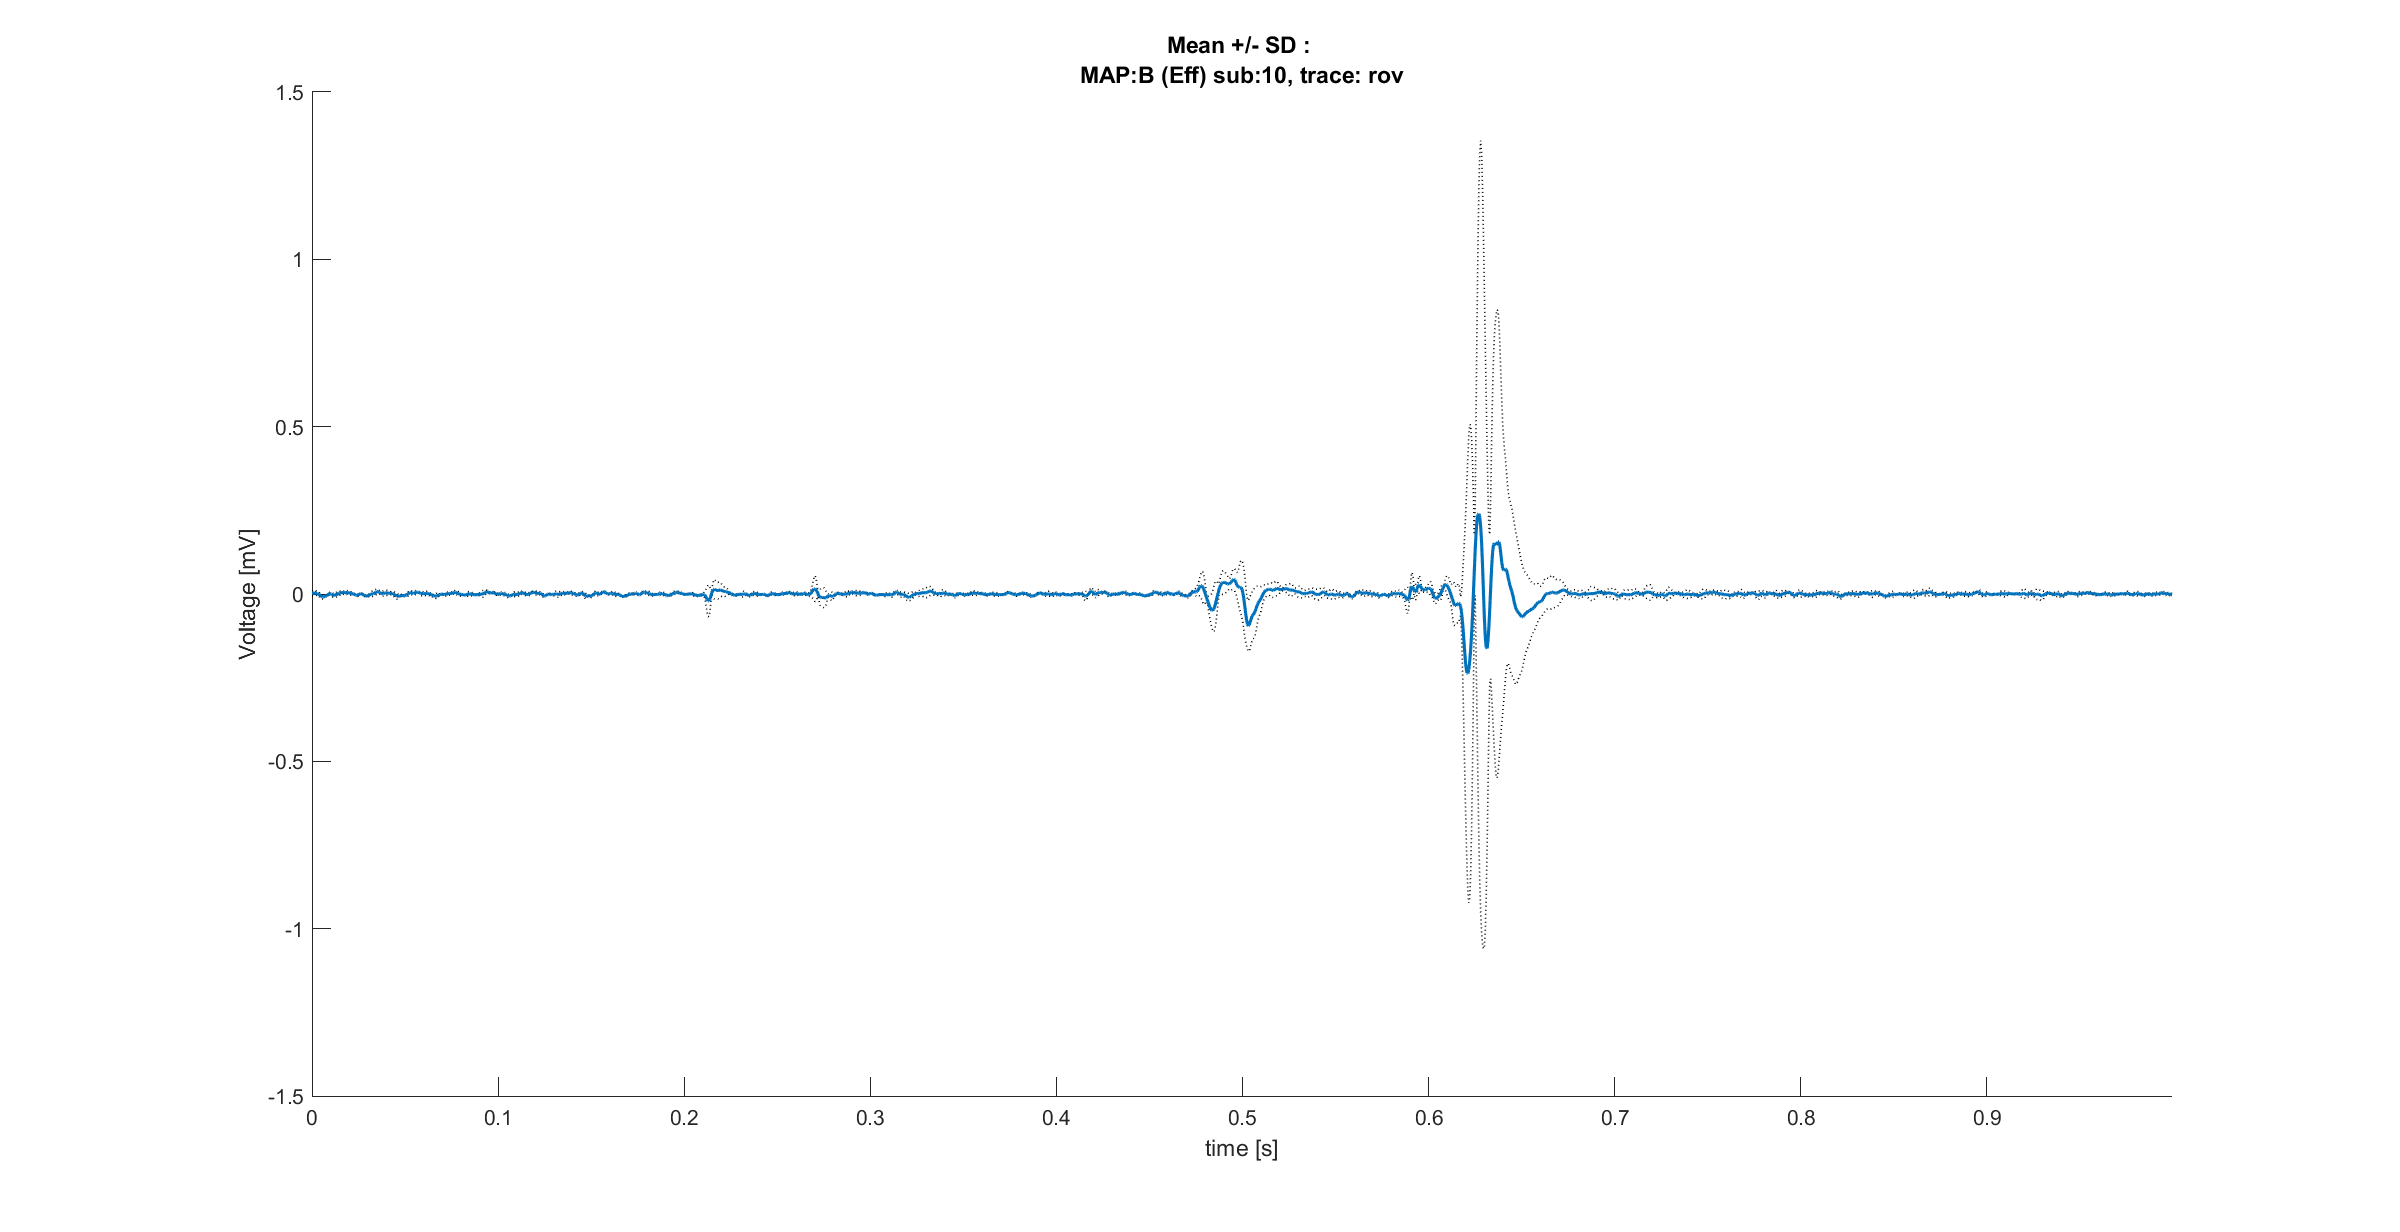 Mean +/- SD :
MAP:B (Eff) sub:10, trace: rov
1.5
1
0.5
0
-0.5
-1
-1.5
Voltage [mV]
0 0.1 0.2 0.3 0.4 0.5 0.6 0.7 0.8 0.9
time [s]